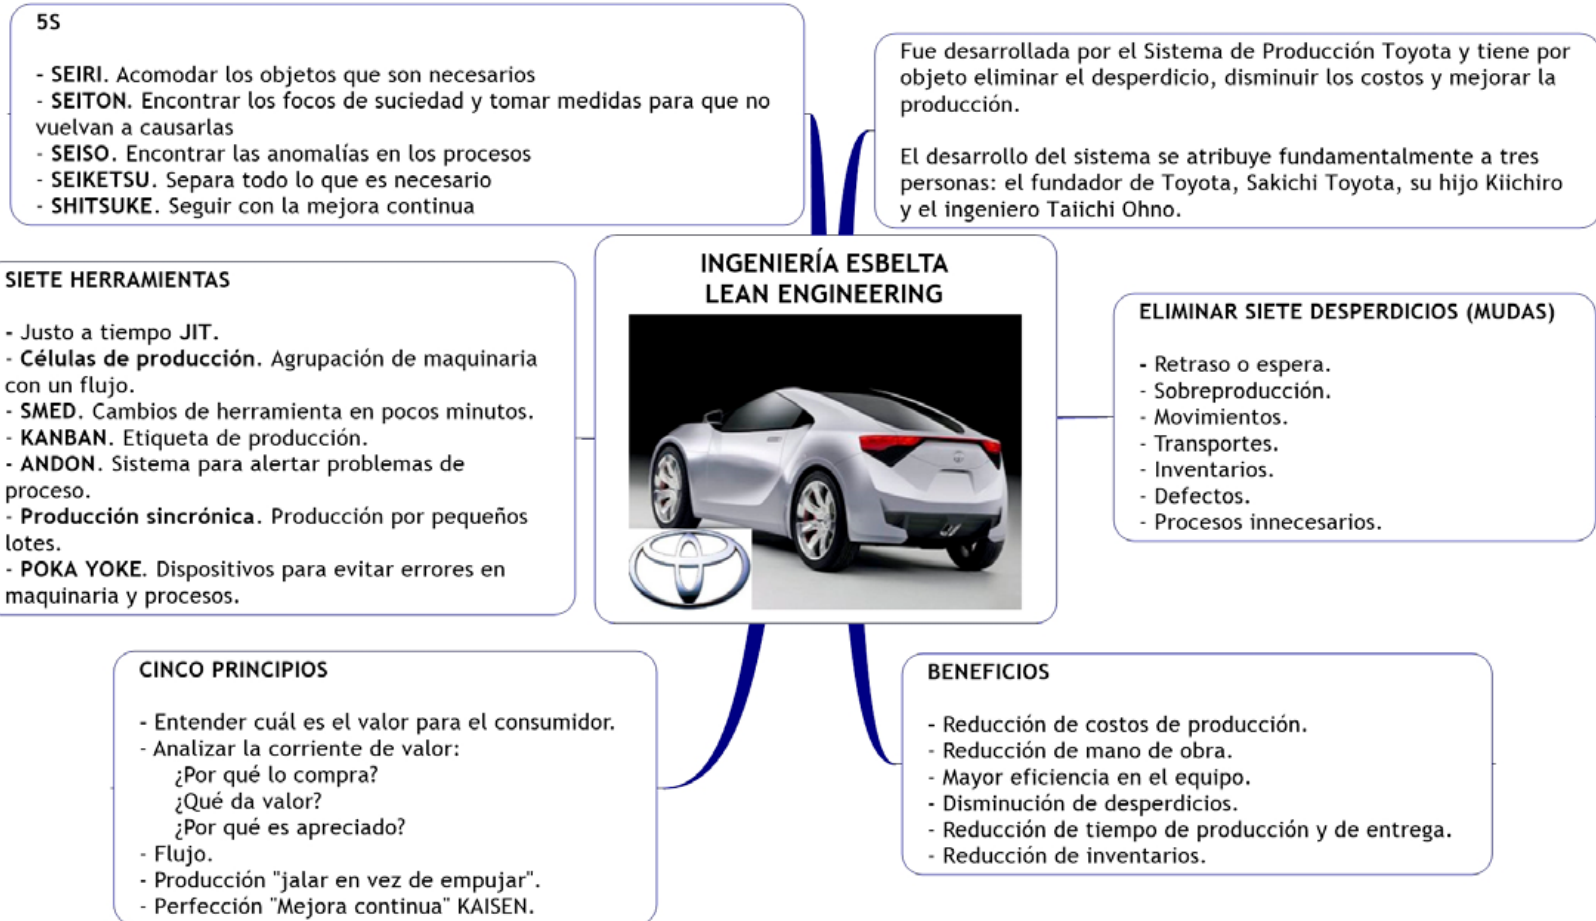 5S
- SEIRI. Acomodar los objetos que son necesarios
- SEITON. Encontrar los focos de suciedad y tomar medidas para que no
vuelvan a causarlas
- SEISO. Encontrar las anomalías en los procesos
- SEIKETSU. Separa todo lo que es necesario
- SHITSUKE. Seguir con la mejora continua
Fue desarrollada por el Sistema de Producción Toyota y tiene por
objeto eliminar el desperdicio, disminuir los costos y mejorar la
producción.
El desarrollo del sistema se atribuye fundamentalmente a tres
personas: el fundador de Toyota, Sakichi Toyota, su hijo Kiichiro
y el ingeniero Taiichi Ohno.
SIETE HERRAMIENTAS
- Justo a tiempo JIT.
- Células de producción. Agrupación de maquinaria
con un flujo.
- SMED. Cambios de herramienta en pocos minutos.
- KANBAN. Etiqueta de producción.
- ANDON. Sistema para alertar problemas de
proceso.
- Producción sincrónica. Producción por pequeños
lotes.
- POKA YOKE. Dispositivos para evitar errores en
maquinaria y procesos.
INGENIERÍA ESBELTA
LEAN ENGINEERING
ELIMINAR SIETE DESPERDICIOS (MUDAS)
- Retraso o espera.
- Sobreproducción.
- Movimientos.
- Transportes.
- Inventarios.
- Defectos.
- Procesos innecesarios.
CINCO PRINCIPIOS
- Entender cuál es el valor para el consumidor.
- Analizar la corriente de valor:
¿Por qué lo compra?
¿Qué da valor?
¿Por qué es apreciado?
- Flujo.
- Producción "jalar en vez de empujar".
- Perfección "Mejora continua" KAISEN.
BENEFICIOS
- Reducción de costos de producción.
- Reducción de mano de obra.
- Mayor eficiencia en el equipo.
- Disminución de desperdicios.
- Reducción de tiempo de producción y de entrega.
- Reducción de inventarios.